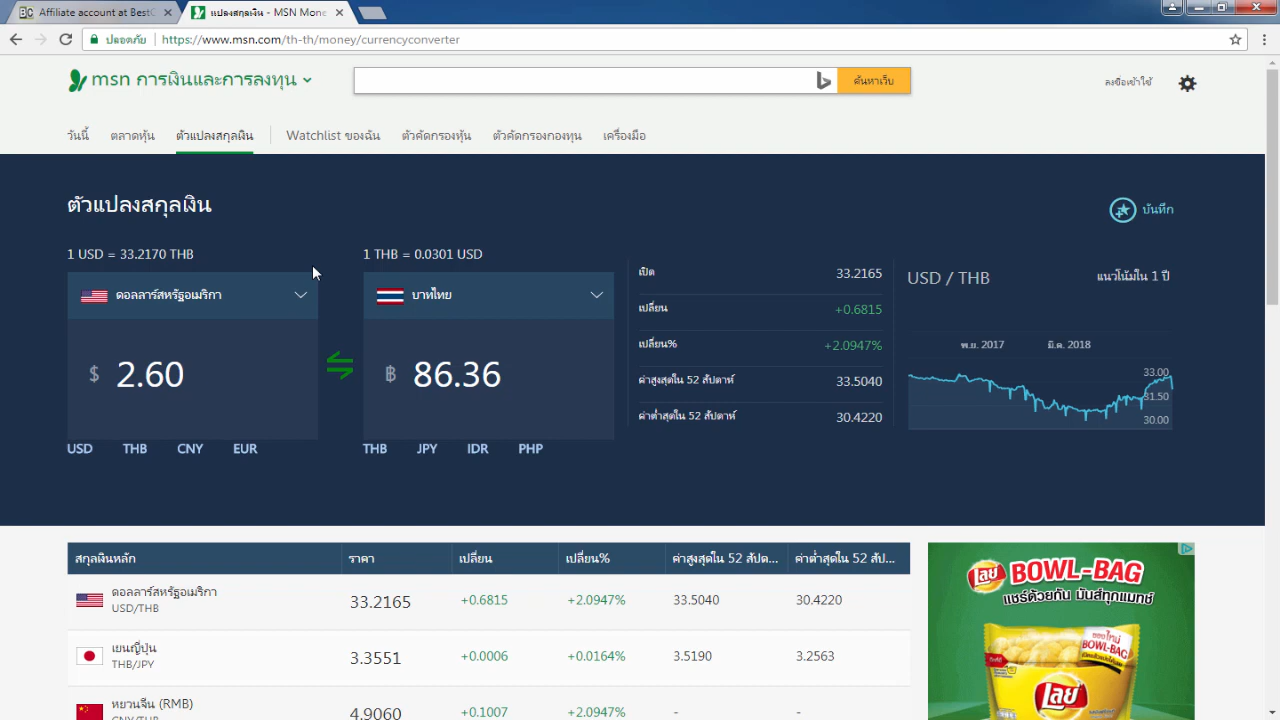 BC Affiliate account at BestC
แปลงสกุลเงิน - MSN Mone
ปลอดภัย https://www.msn.com/th-th/money/currencyconverter
msn การเงินและการลงทุน
ค้นหาเว็บ
ลงชื่อเข้าใช้
วันนี้ ตลาดหุ้น ตัวแปลงสกุลเงิน Watchlist ของฉัน ตัวคัดกรองหุ้น ตัวคัดกรองกองทุน เครื่องมือ
ตัวแปลงสกุลเงิน
บันทึก
1 USD = 33.2170 THB
1 THB = 0.0301 USD
ดอลลาร์สหรัฐอเมริกา
บาทไทย
$ 2.60
฿ 86.36
USD THB CNY EUR
THB JPY IDR PHP
เปิด 33.2165
เปลี่ยน +0.6815
เปลี่ยน% +2.0947%
ค่าสูงสุดใน 52 สัปดาห์ 33.5040
ค่าต่ำสุดใน 52 สัปดาห์ 30.4220
USD / THB
แนวโน้มใน 1 ปี
พ.ย. 2017 มี.ค. 2018
33.00
31.50
30.00
สกุลเงินหลัก ราคา เปลี่ยน เปลี่ยน% ค่าสูงสุดใน 52 สัปด... ค่าต่ำสุดใน 52 สัป...
ดอลลาร์สหรัฐอเมริกา
USD/THB
33.2165 +0.6815 +2.0947% 33.5040 30.4220
เยนญี่ปุ่น
THB/JPY
3.3551 +0.0006 +0.0164% 3.5190 3.2563
หยวนจีน (RMB)
CNY/THB
4.9060 +0.1007 +2.0947% - -
เลย์ BOWL-BAG
แชร์ด้วยกัน มันส์ทุกแมทช์
ซองใหม่
BOWL-BAG
เลย์